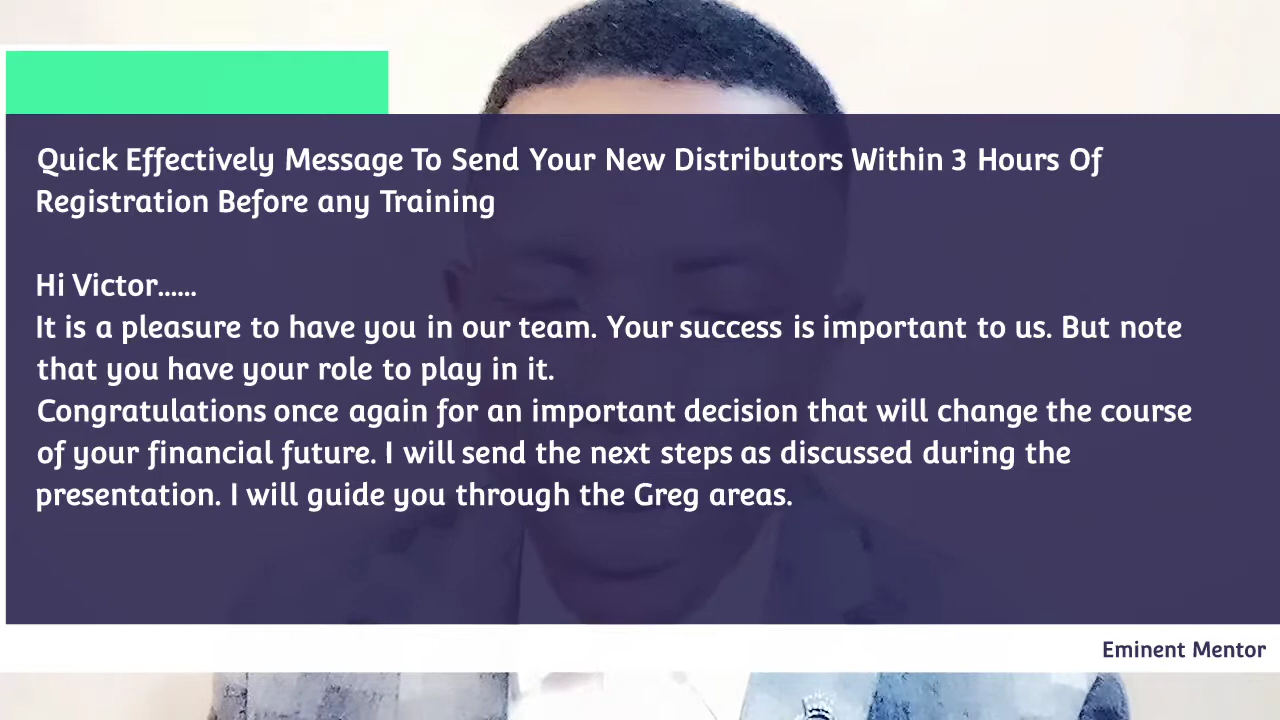 Quick Effectively Message To Send Your New Distributors Within 3 Hours Of
Registration Before any Training
Hi Victor......
It is a pleasure to have you in our team. Your success is important to us. But note
that you have your role to play in it.
Congratulations once again for an important decision that will change the course
of your financial future. I will send the next steps as discussed during the
presentation. I will guide you through the Greg areas.
Eminent Mentor